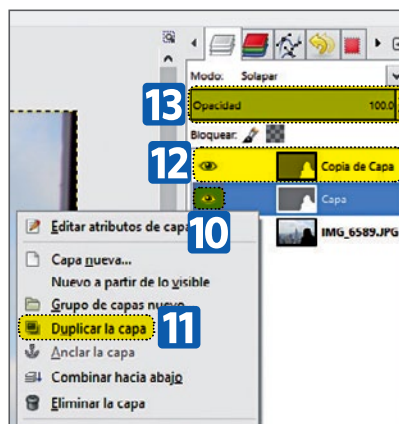 Modo: Solapar
13
Opacidad 100.0
Bloquear:
12
Copia de Capa
Capa
10
Editar atributos de capa
IMG_6589.JPG
Capa nueva...
Nuevo a partir de lo visible
Grupo de capas nuevo
Duplicar la capa
11
Anclar la capa
Combinar hacia abajo
Eliminar la capa